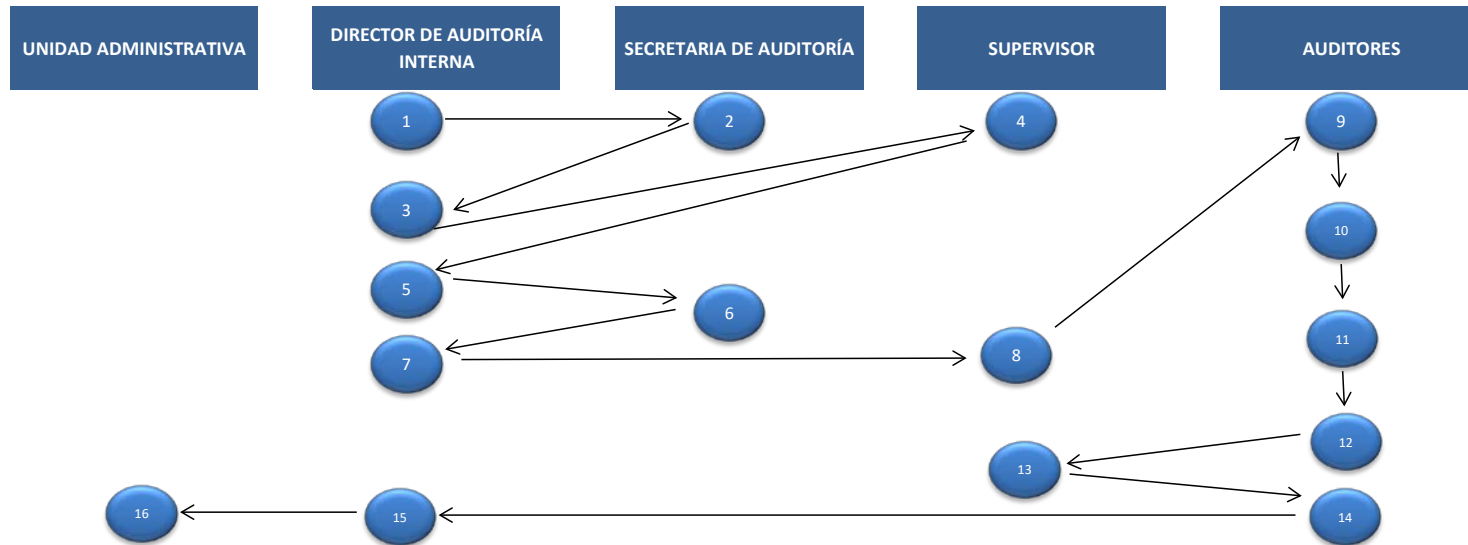 UNIDAD ADMINISTRATIVA
DIRECTOR DE AUDITORÍA
INTERNA
SECRETARIA DE AUDITORÍA
SUPERVISOR
AUDITORES
1
2
4
9
3
10
5
6
11
8
7
12
13
16
15
14